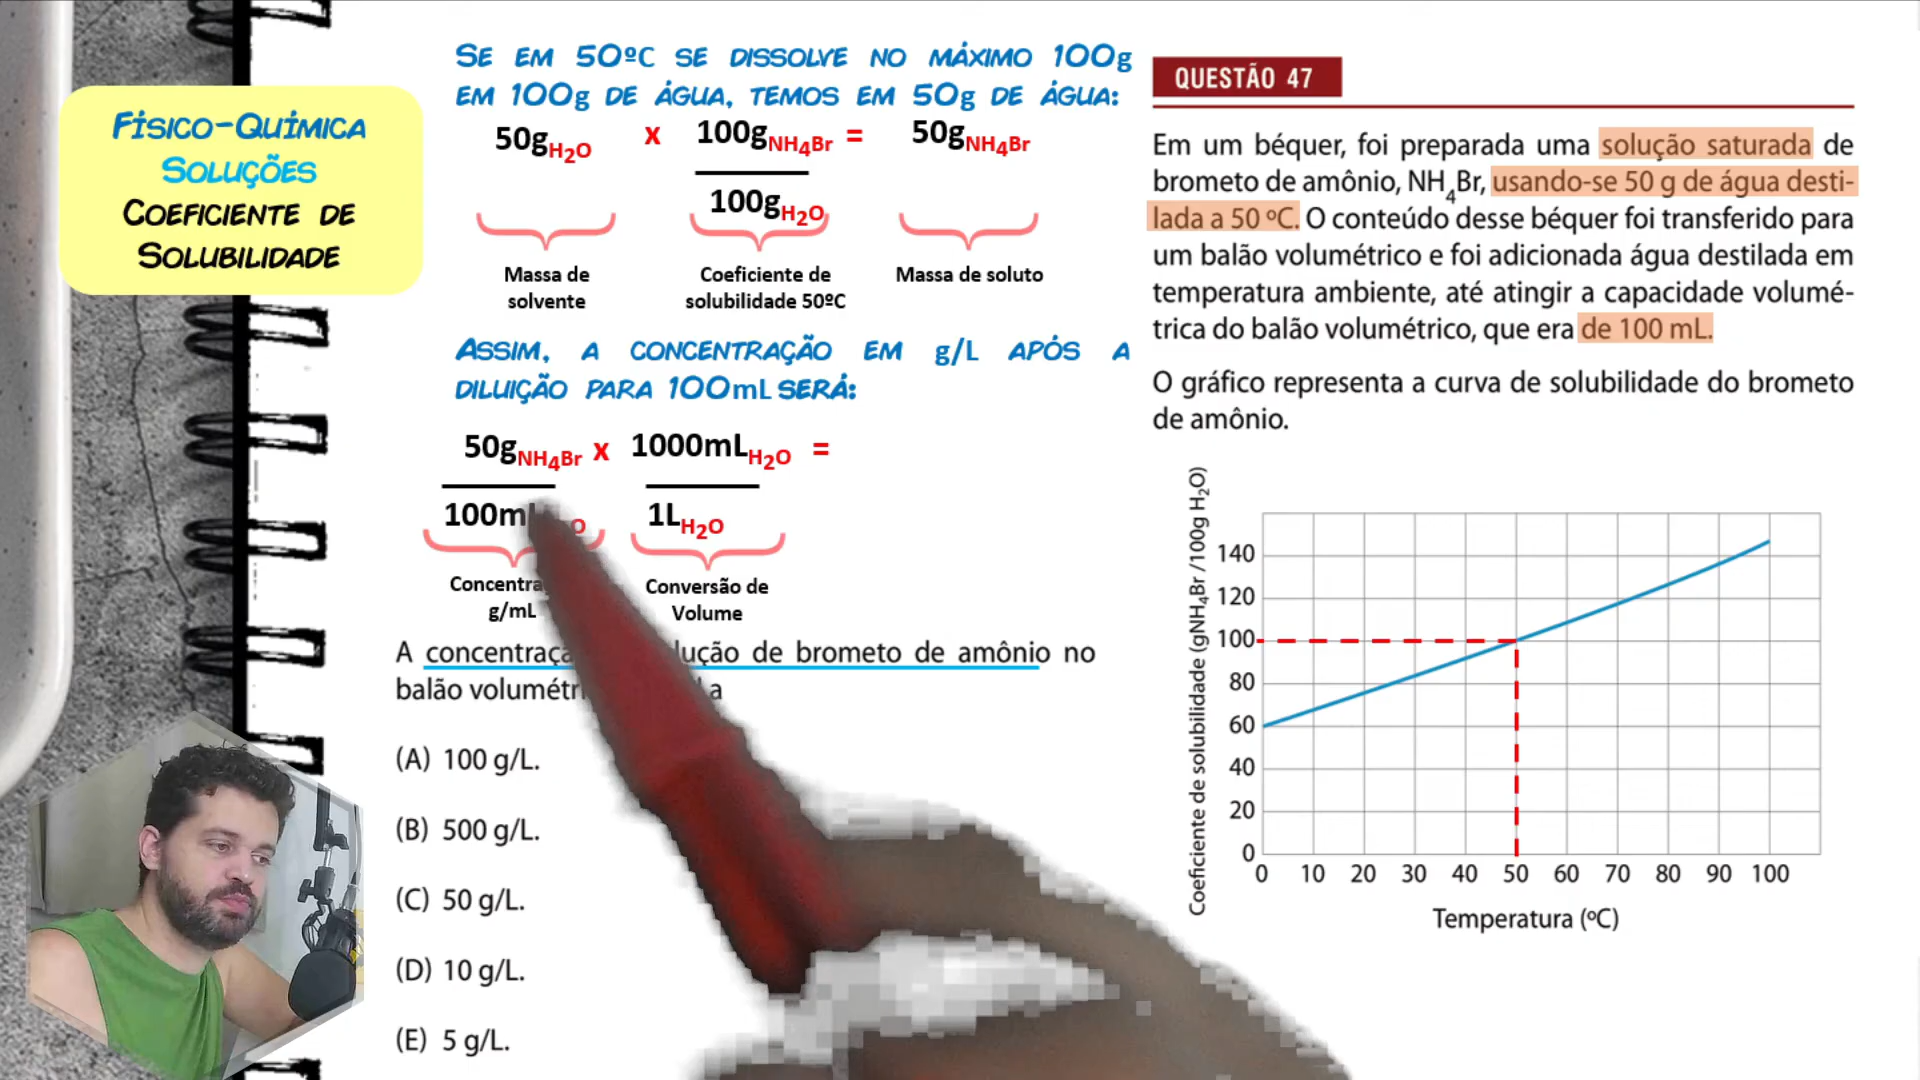 FÍSICO-QUÍMICA
SOLUÇÕES
COEFICIENTE DE
SOLUBILIDADE
SE EM 50ºC SE DISSOLVE NO MÁXIMO 100g
EM 100g DE ÁGUA, TEMOS EM 50g DE ÁGUA:
50gH₂O x 100gNH₄Br = 50gNH₄Br
100gH₂O
Massa de
solvente
Coeficiente de
solubilidade 50ºC
Massa de soluto
ASSIM, A CONCENTRAÇÃO EM g/L APÓS A
DILUIÇÃO PARA 100mL SERÁ:
50gNH₄Br x 1000mLH₂O =
100m O 1LH₂O
Concentra
g/mL
Conversão de
Volume
A concentraçã lução de brometo de amônio no
balão volumétri a
(A) 100 g/L.
(B) 500 g/L.
(C) 50 g/L.
(D) 10 g/L.
(E) 5 g/L.
QUESTÃO 47
Em um béquer, foi preparada uma solução saturada de
brometo de amônio, NH₄Br, usando-se 50 g de água desti-
lada a 50 ºC. O conteúdo desse béquer foi transferido para
um balão volumétrico e foi adicionada água destilada em
temperatura ambiente, até atingir a capacidade volumé-
trica do balão volumétrico, que era de 100 mL.
O gráfico representa a curva de solubilidade do brometo
de amônio.
Coeficiente de solubilidade (gNH₄Br /100g H₂O)
140
120
100
80
60
40
20
0
0 10 20 30 40 50 60 70 80 90 100
Temperatura (ºC)